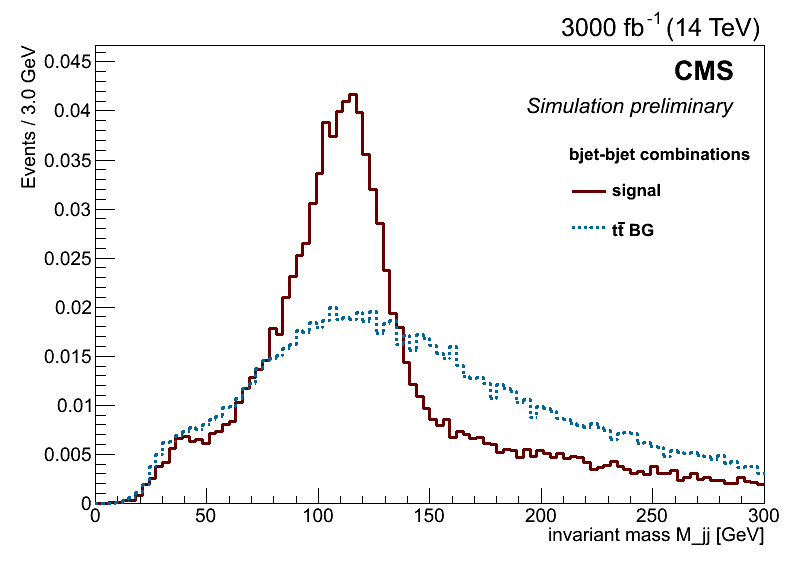 3000 fb⁻¹ (14 TeV)
CMS
Simulation preliminary
bjet-bjet combinations
signal
tt̄ BG
Events / 3.0 GeV
0.045
0.04
0.035
0.03
0.025
0.02
0.015
0.01
0.005
0
0 50 100 150 200 250 300
invariant mass M_jj [GeV]